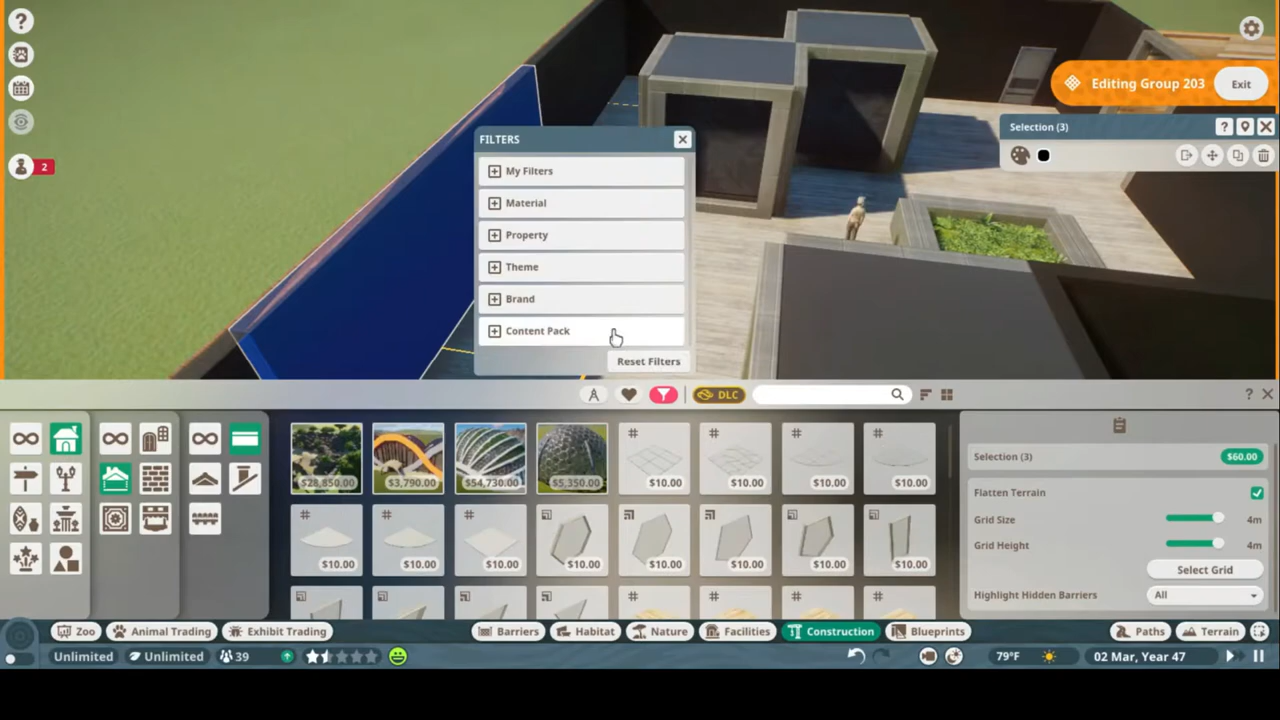 ?
Editing Group 203 Exit
2
FILTERS
Selection (3) ?
My Filters
Material
Property
Theme
Brand
Content Pack
Reset Filters
DLC ?
$28,850.00 $3,790.00 $54,730.00 $5,350.00 $10.00 $10.00 $10.00 $10.00
$10.00 $10.00 $10.00 $10.00 $10.00 $10.00 $10.00 $10.00
Selection (3) $60.00
Flatten Terrain
Grid Size 4m
Grid Height 4m
Select Grid
Highlight Hidden Barriers All
Zoo Animal Trading Exhibit Trading Barriers Habitat Nature Facilities Construction Blueprints Paths Terrain
Unlimited Unlimited 39 79°F 02 Mar, Year 47